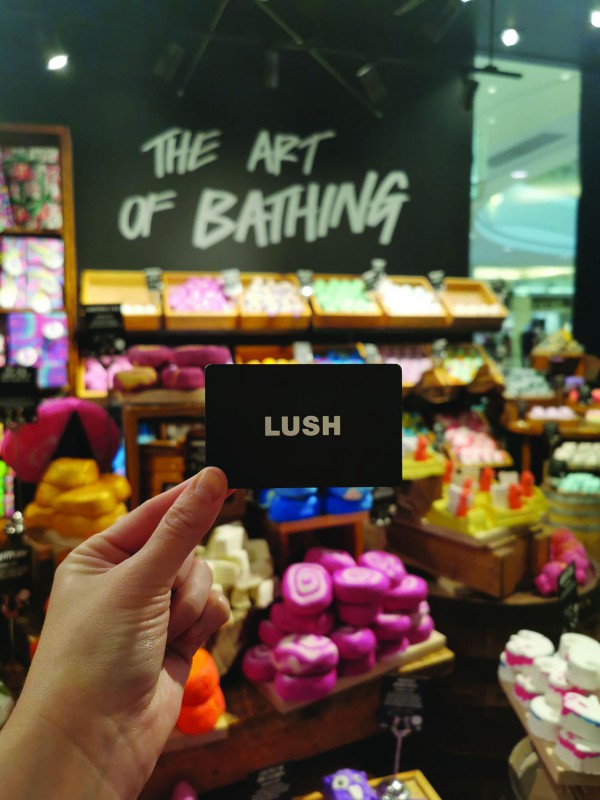 THE ART
OF BATHING
LUSH